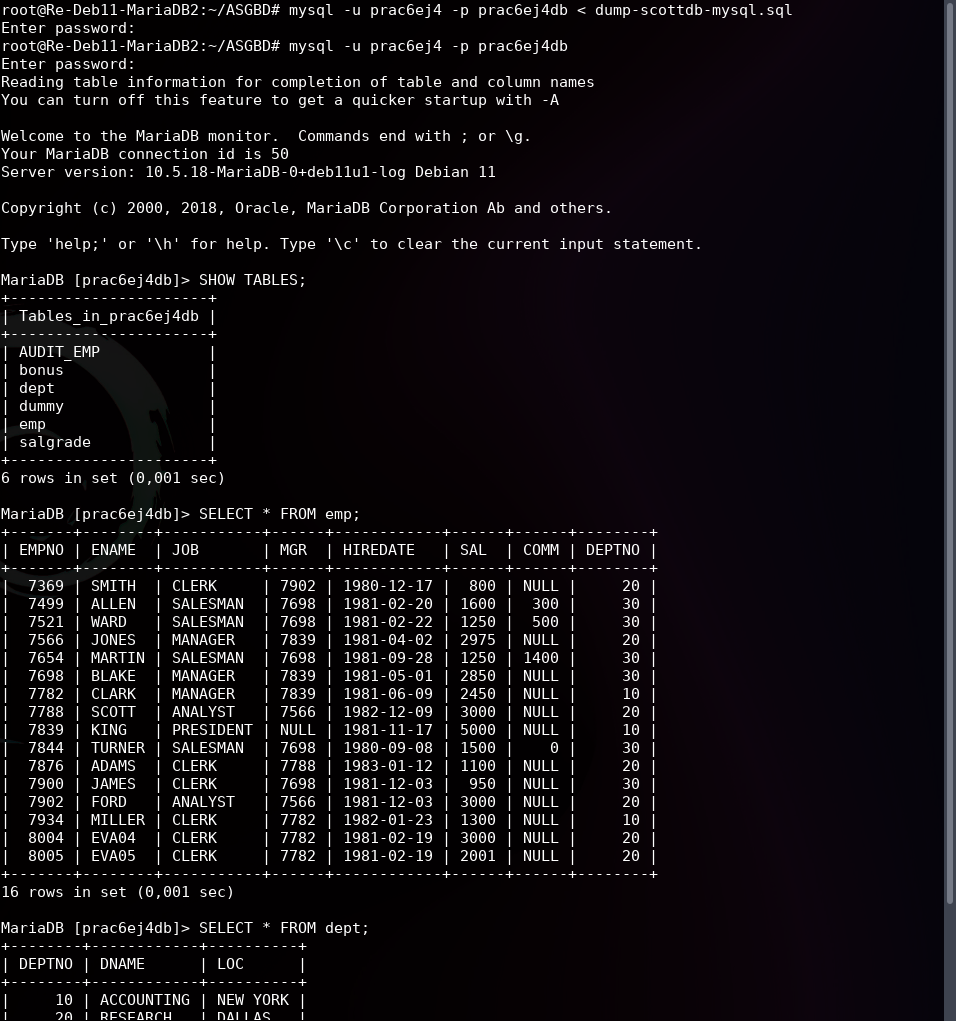 root@Re-Deb11-MariaDB2:~/ASGBD# mysql -u prac6ej4 -p prac6ej4db < dump-scottdb-mysql.sql
Enter password:
root@Re-Deb11-MariaDB2:~/ASGBD# mysql -u prac6ej4 -p prac6ej4db
Enter password:
Reading table information for completion of table and column names
You can turn off this feature to get a quicker startup with -A

Welcome to the MariaDB monitor.  Commands end with ; or \g.
Your MariaDB connection id is 50
Server version: 10.5.18-MariaDB-0+deb11u1-log Debian 11

Copyright (c) 2000, 2018, Oracle, MariaDB Corporation Ab and others.

Type 'help;' or '\h' for help. Type '\c' to clear the current input statement.

MariaDB [prac6ej4db]> SHOW TABLES;
+----------------------+
| Tables_in_prac6ej4db |
+----------------------+
| AUDIT_EMP            |
| bonus                |
| dept                 |
| dummy                |
| emp                  |
| salgrade             |
+----------------------+
6 rows in set (0,001 sec)

MariaDB [prac6ej4db]> SELECT * FROM emp;
+-------+--------+-----------+------+------------+------+------+--------+
| EMPNO | ENAME  | JOB       | MGR  | HIREDATE   | SAL  | COMM | DEPTNO |
+-------+--------+-----------+------+------------+------+------+--------+
|  7369 | SMITH  | CLERK     | 7902 | 1980-12-17 |  800 | NULL |     20 |
|  7499 | ALLEN  | SALESMAN  | 7698 | 1981-02-20 | 1600 |  300 |     30 |
|  7521 | WARD   | SALESMAN  | 7698 | 1981-02-22 | 1250 |  500 |     30 |
|  7566 | JONES  | MANAGER   | 7839 | 1981-04-02 | 2975 | NULL |     20 |
|  7654 | MARTIN | SALESMAN  | 7698 | 1981-09-28 | 1250 | 1400 |     30 |
|  7698 | BLAKE  | MANAGER   | 7839 | 1981-05-01 | 2850 | NULL |     30 |
|  7782 | CLARK  | MANAGER   | 7839 | 1981-06-09 | 2450 | NULL |     10 |
|  7788 | SCOTT  | ANALYST   | 7566 | 1982-12-09 | 3000 | NULL |     20 |
|  7839 | KING   | PRESIDENT | NULL | 1981-11-17 | 5000 | NULL |     10 |
|  7844 | TURNER | SALESMAN  | 7698 | 1980-09-08 | 1500 |    0 |     30 |
|  7876 | ADAMS  | CLERK     | 7788 | 1983-01-12 | 1100 | NULL |     20 |
|  7900 | JAMES  | CLERK     | 7698 | 1981-12-03 |  950 | NULL |     30 |
|  7902 | FORD   | ANALYST   | 7566 | 1981-12-03 | 3000 | NULL |     20 |
|  7934 | MILLER | CLERK     | 7782 | 1982-01-23 | 1300 | NULL |     10 |
|  8004 | EVA04  | CLERK     | 7782 | 1981-02-19 | 3000 | NULL |     20 |
|  8005 | EVA05  | CLERK     | 7782 | 1981-02-19 | 2001 | NULL |     20 |
+-------+--------+-----------+------+------------+------+------+--------+
16 rows in set (0,001 sec)

MariaDB [prac6ej4db]> SELECT * FROM dept;
+--------+------------+----------+
| DEPTNO | DNAME      | LOC      |
+--------+------------+----------+
|     10 | ACCOUNTING | NEW YORK |
|     20 | RESEARCH   | DALLAS   |